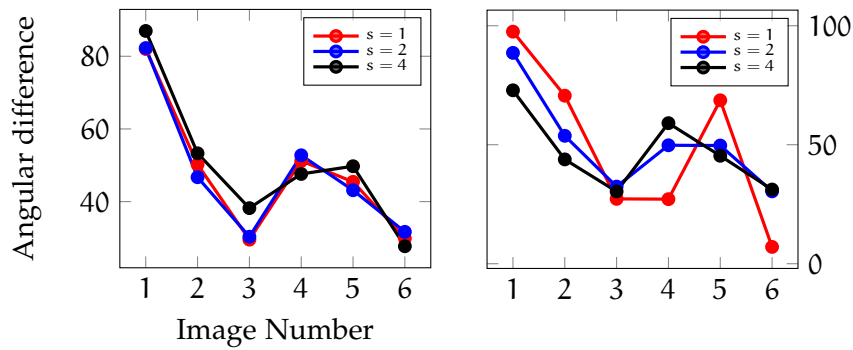 Angular difference
80
60
40
1 2 3 4 5 6
Image Number
s = 1
s = 2
s = 4
100
50
0
1 2 3 4 5 6
s = 1
s = 2
s = 4